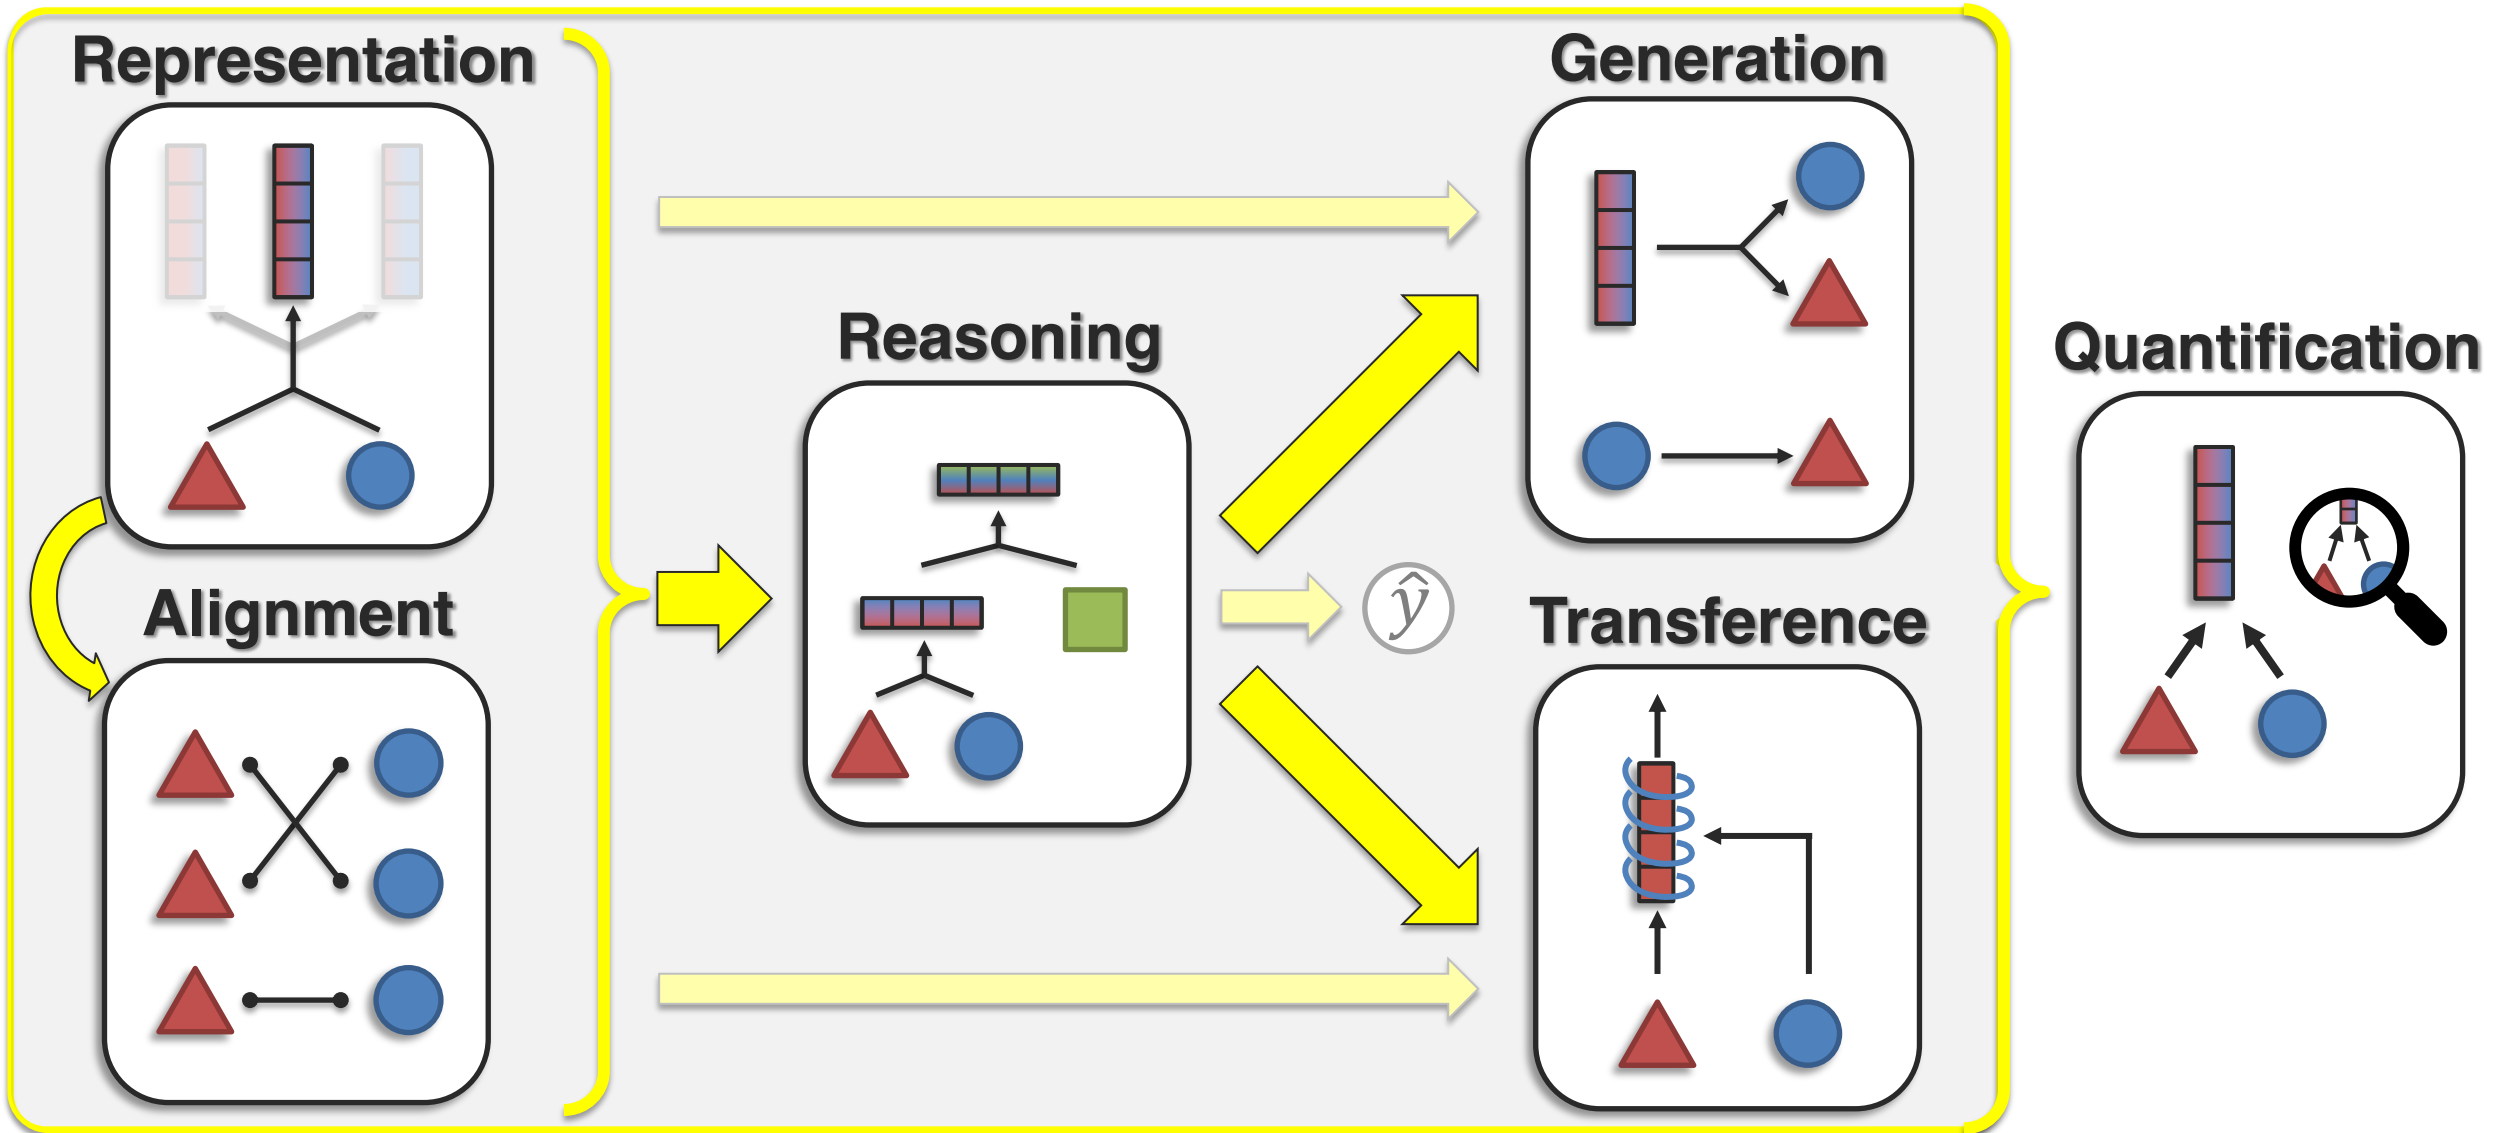 Representation
Generation
Reasoning
Quantification
Alignment
ŷ
Transference